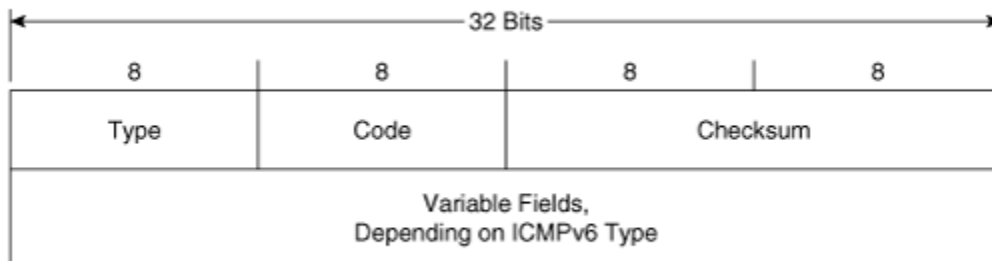 32 Bits
8 8 8 8
Type Code Checksum
Variable Fields,
Depending on ICMPv6 Type